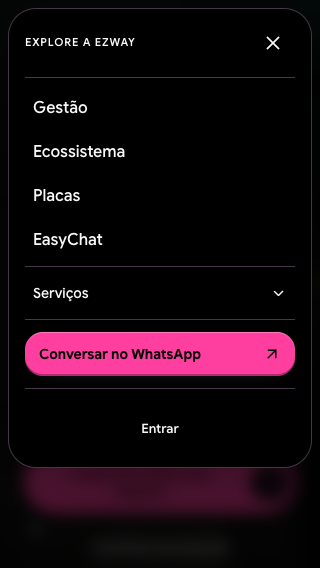 EXPLORE A EZWAY
Gestão
Ecossistema
Placas
EasyChat
Serviços
Conversar no WhatsApp
Entrar